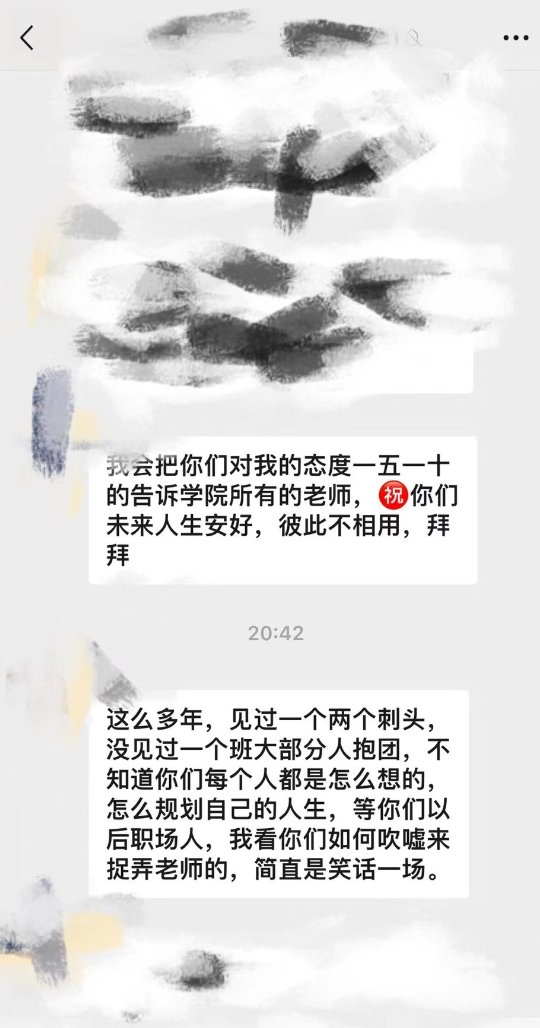 我会把你们对我的态度一五一十
的告诉学院所有的老师，㊗️你们
未来人生安好，彼此不相用，拜
拜
20:42
这么多年，见过一个两个刺头，
没见过一个班大部分人抱团，不
知道你们每个人都是怎么想的，
怎么规划自己的人生，等你们以
后职场人，我看你们如何吹嘘来
捉弄老师的，简直是笑话一场。